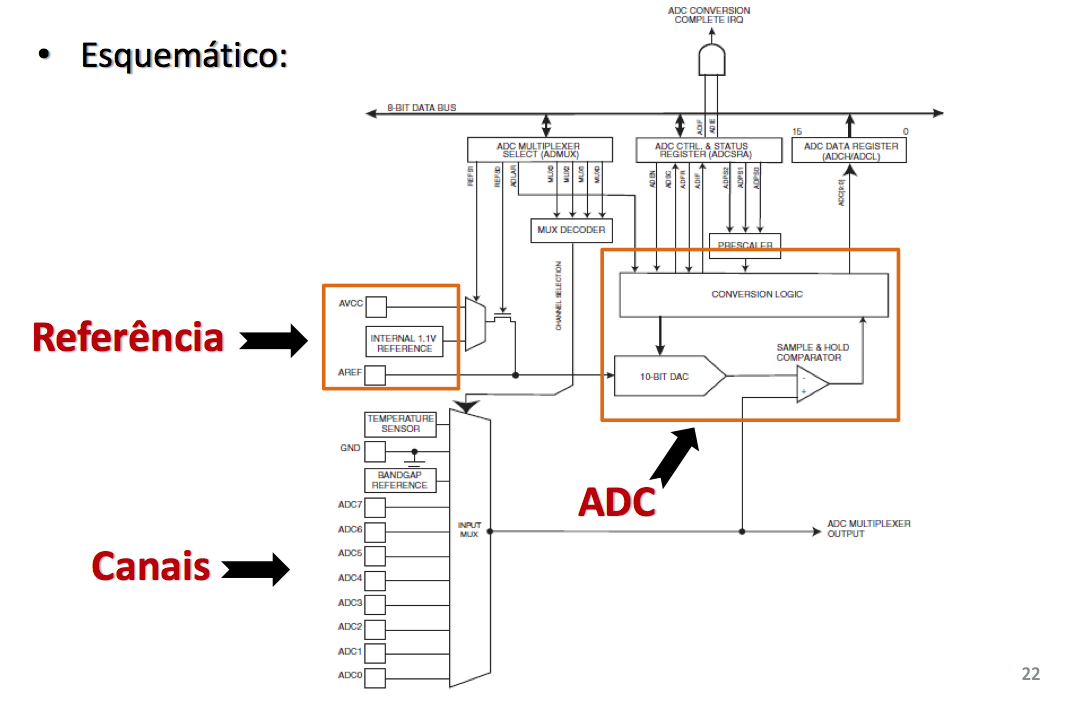 ADC CONVERSION
COMPLETE IRQ
• Esquemático:
8-BIT DATA BUS
ADIF
ADIE
15
0
ADC MULTIPLEXER
SELECT (ADMUX)
ADC CTRL. & STATUS
REGISTER (ADCSRA)
ADC DATA REGISTER
(ADCH/ADCL)
REFS1
REFS0
ADLAR
MUX3
MUX2
MUX1
MUX0
ADEN
ADSC
ADFR
ADIF
ADPS2
ADPS1
ADPS0
ADC[9:0]
MUX DECODER
PRESCALER
CHANNEL SELECTION
CONVERSION LOGIC
AVCC
Referência
INTERNAL 1.1V
REFERENCE
SAMPLE & HOLD
COMPARATOR
AREF
10-BIT DAC
-
+
TEMPERATURE
SENSOR
GND
BANDGAP
REFERENCE
ADC
ADC7
ADC6
INPUT
MUX
ADC MULTIPLEXER
OUTPUT
ADC5
Canais
ADC4
ADC3
ADC2
ADC1
ADC0
22